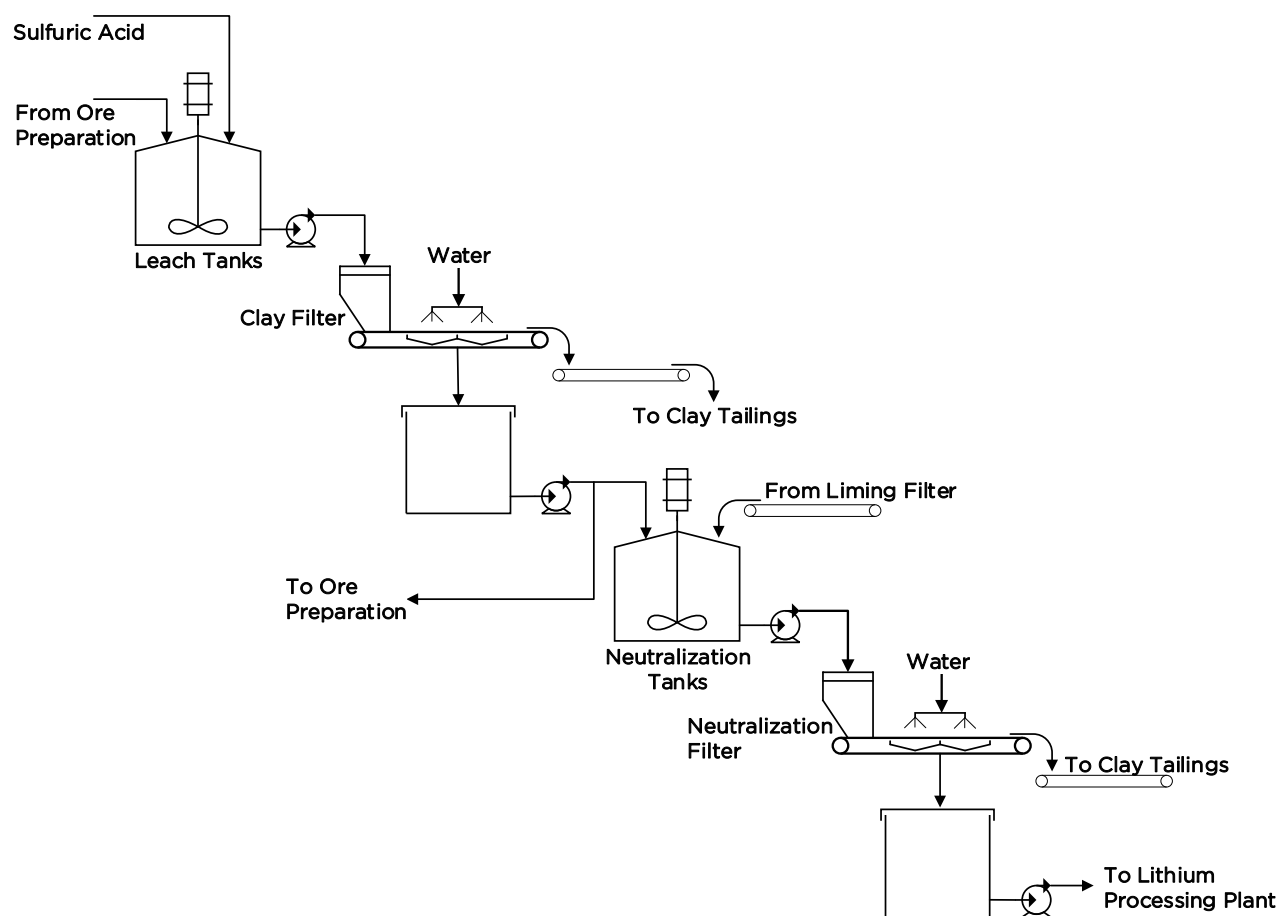 Sulfuric Acid
From Ore
Preparation
Leach Tanks
Water
Clay Filter
To Clay Tailings
From Liming Filter
To Ore
Preparation
Neutralization
Tanks
Water
Neutralization
Filter
To Clay Tailings
To Lithium
Processing Plant